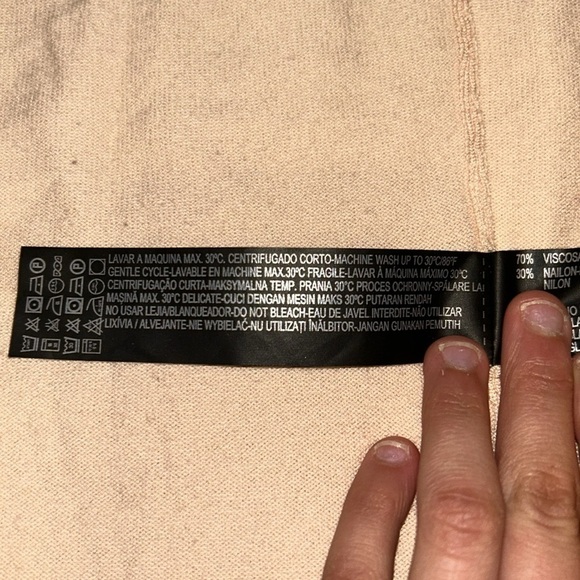 LAVAR A MAQUINA MAX. 30ºC. CENTRIFUGADO CORTO-MACHINE WASH UP TO 30ºC/86ºF
GENTLE CYCLE-LAVABLE EN MACHINE MAX.30ºC FRAGILE-LAVAR À MÁQUINA MÁXIMO 30ºC
CENTRIFUGAÇÃO CURTA-MAKSYMALNA TEMP. PRANIA 30ºC PROCES OCHRONNY-SPĂLARE LA
MAŞINĂ MAX. 30ºC DELICATE-CUCI DENGAN MESIN MAKS 30ºC PUTARAN RENDAH
NO USAR LEJIA/BLANQUEADOR-DO NOT BLEACH-EAU DE JAVEL INTERDITE-NÃO UTILIZAR
LIXÍVIA / ALVEJANTE-NIE WYBIELAĆ-NU UTILIZAȚI ÎNĂLBITOR-JANGAN GUNAKAN PEMUTIH
70% VISCOSA
30% NAILON-
NILON